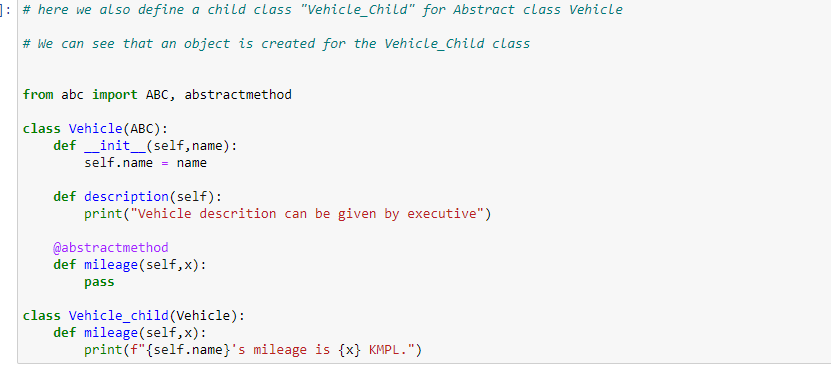 ]: # here we also define a child class "Vehicle_Child" for Abstract class Vehicle
# We can see that an object is created for the Vehicle_Child class
from abc import ABC, abstractmethod
class Vehicle(ABC):
    def __init__(self,name):
        self.name = name
    def description(self):
        print("Vehicle descrition can be given by executive")
    @abstractmethod
    def mileage(self,x):
        pass
class Vehicle_child(Vehicle):
    def mileage(self,x):
        print(f"{self.name}'s mileage is {x} KMPL.")